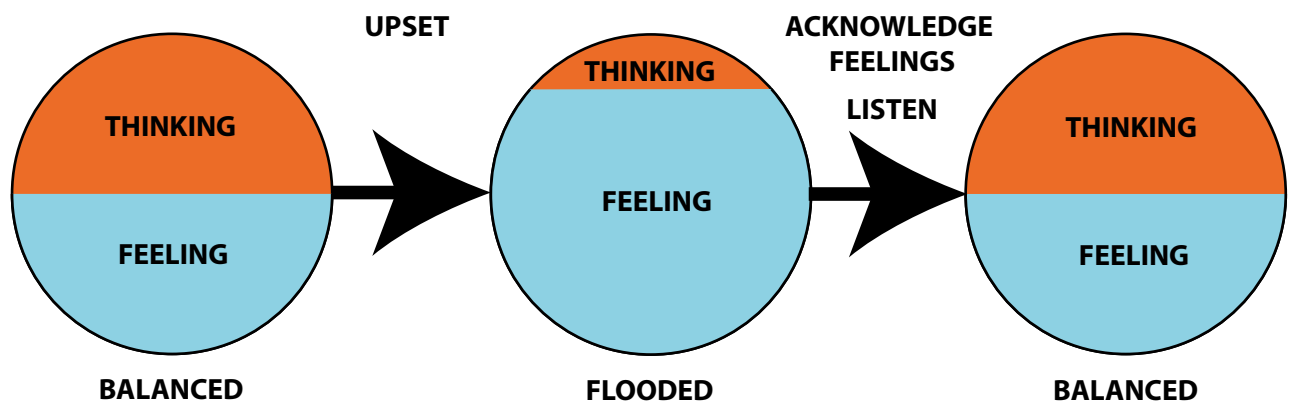 UPSET
ACKNOWLEDGE
FEELINGS
LISTEN
THINKING
FEELING
BALANCED
THINKING
FEELING
FLOODED
THINKING
FEELING
BALANCED